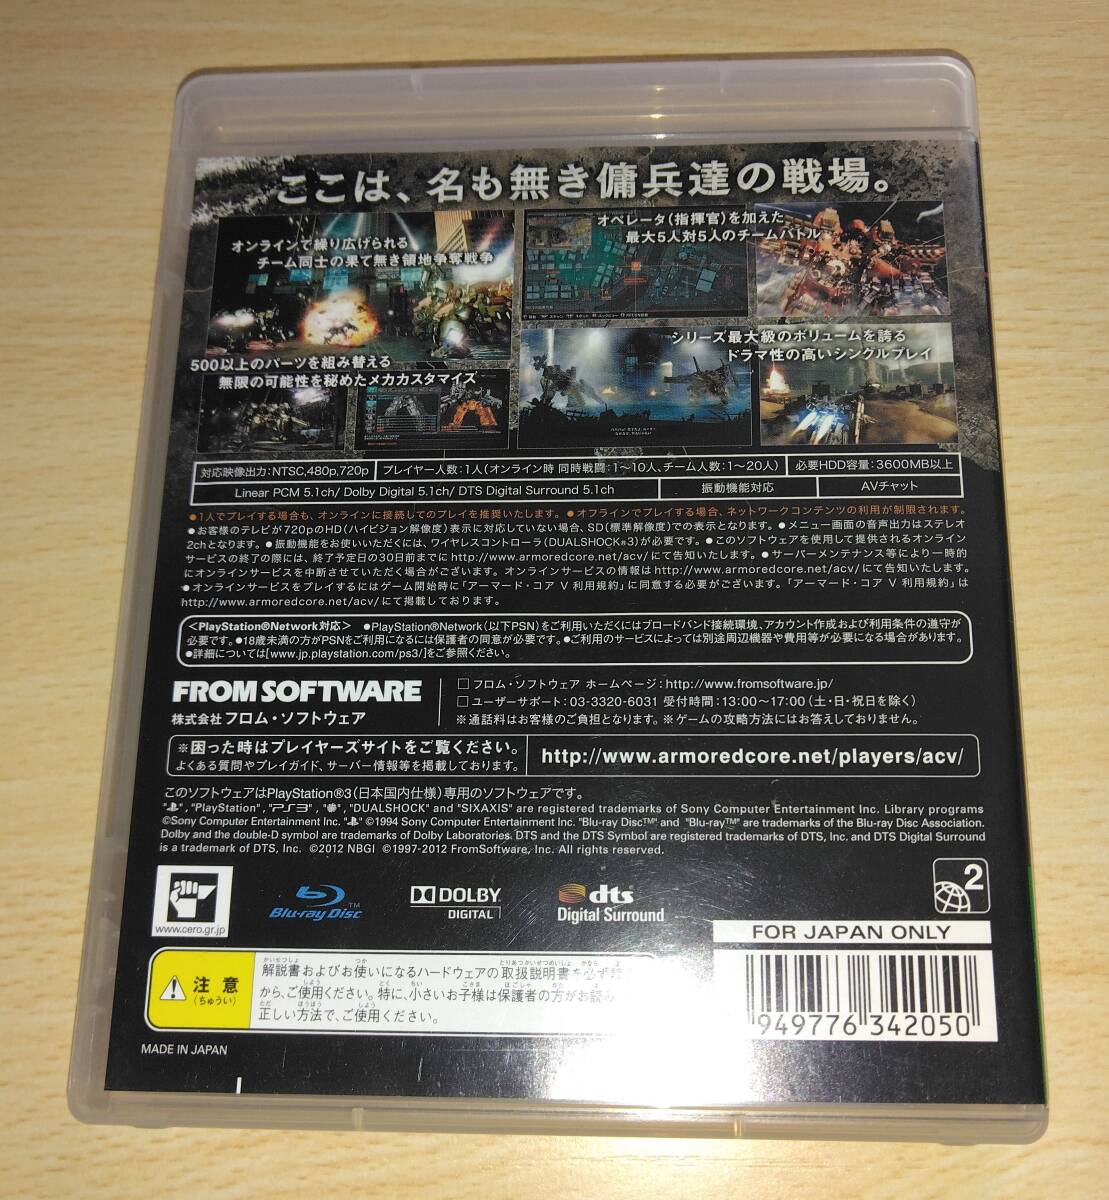 ここは、名も無き傭兵達の戦場。
オンラインで繰り広げられる
チーム同士の果て無き領地争奪戦争
オペレータ(指揮官)を加えた
最大5人対5人のチームバトル
500以上のパーツを組み替える
無限の可能性を秘めたメカカスタマイズ
シリーズ最大級のボリュームを誇る
ドラマ性の高いシングルプレイ
対応映像出力:NTSC,480p,720p
プレイヤー人数:1人(オンライン時 同時戦闘:1〜10人、チーム人数:1〜20人)
必要HDD容量:3600MB以上
Linear PCM 5.1ch/ Dolby Digital 5.1ch/ DTS Digital Surround 5.1ch
振動機能対応
AVチャット
●1人でプレイする場合も、オンラインに接続してのプレイを推奨いたします。●オフラインでプレイする場合、ネットワークコンテンツの利用が制限されます。
●お客様のテレビが720pのHD(ハイビジョン解像度)表示に対応していない場合、SD(標準解像度)での表示となります。●メニュー画面の音声出力はステレオ
2chとなります。●振動機能をお使いいただくには、ワイヤレスコントローラ(DUALSHOCK®3)が必要です。●このソフトウェアを使用して提供されるオンライン
サービスの終了の際には、終了予定日の30日前までにhttp://www.armoredcore.net/acv/にて告知いたします。●サーバーメンテナンス等により一時的
にオンラインサービスを中断させていただく場合がございます。オンラインサービスの情報はhttp://www.armoredcore.net/acv/にて告知いたします。
●オンラインサービスをプレイするにはゲーム開始時に「アーマード・コア V 利用規約」に同意する必要がございます。「アーマード・コア V 利用規約」は
http://www.armoredcore.net/acv/にて掲載しております。
<PlayStation®Network対応> ●PlayStation®Network(以下PSN)をご利用いただくにはブロードバンド接続環境、アカウント作成および利用条件の遵守が
必要です。●18歳未満の方がPSNをご利用になるには保護者の同意が必要です。●ご利用のサービスによっては別途周辺機器や費用等が必要になる場合があります。
●詳細については[www.jp.playstation.com/ps3/]をご参照ください。
FROM SOFTWARE
株式会社フロム・ソフトウェア
□フロム・ソフトウェア ホームページ:http://www.fromsoftware.jp/
□ユーザーサポート:03-3320-6031 受付時間:13:00〜17:00(土・日・祝日を除く)
※通話料はお客様のご負担となります。※ゲームの攻略方法にはお答えしておりません。
※困った時はプレイヤーズサイトをご覧ください。
よくある質問やプレイガイド、サーバー情報等を掲載しております。
http://www.armoredcore.net/players/acv/
このソフトウェアはPlayStation®3(日本国内仕様)専用のソフトウェアです。
"PS", "PlayStation", "PS3", "", "DUALSHOCK" and "SIXAXIS" are registered trademarks of Sony Computer Entertainment Inc. Library programs
©Sony Computer Entertainment Inc. "PS" ©1994 Sony Computer Entertainment Inc. "Blu-ray Disc™" and "Blu-ray™" are trademarks of the Blu-ray Disc Association.
Dolby and the double-D symbol are trademarks of Dolby Laboratories. DTS and the DTS Symbol are registered trademarks of DTS, Inc. and DTS Digital Surround
is a trademark of DTS, Inc. ©2012 NBGI ©1997-2012 FromSoftware, Inc. All rights reserved.
www.cero.gr.jp
Blu-ray Disc™
DOLBY
DIGITAL
dts
Digital Surround
2
FOR JAPAN ONLY
注意
(ちゅうい)
解説書およびお使いになるハードウェアの取扱説明書を必ず
から、ご使用ください。特に、小さいお子様は保護者の方がお読み
正しい方法で、ご使用ください。
949776 342050
MADE IN JAPAN